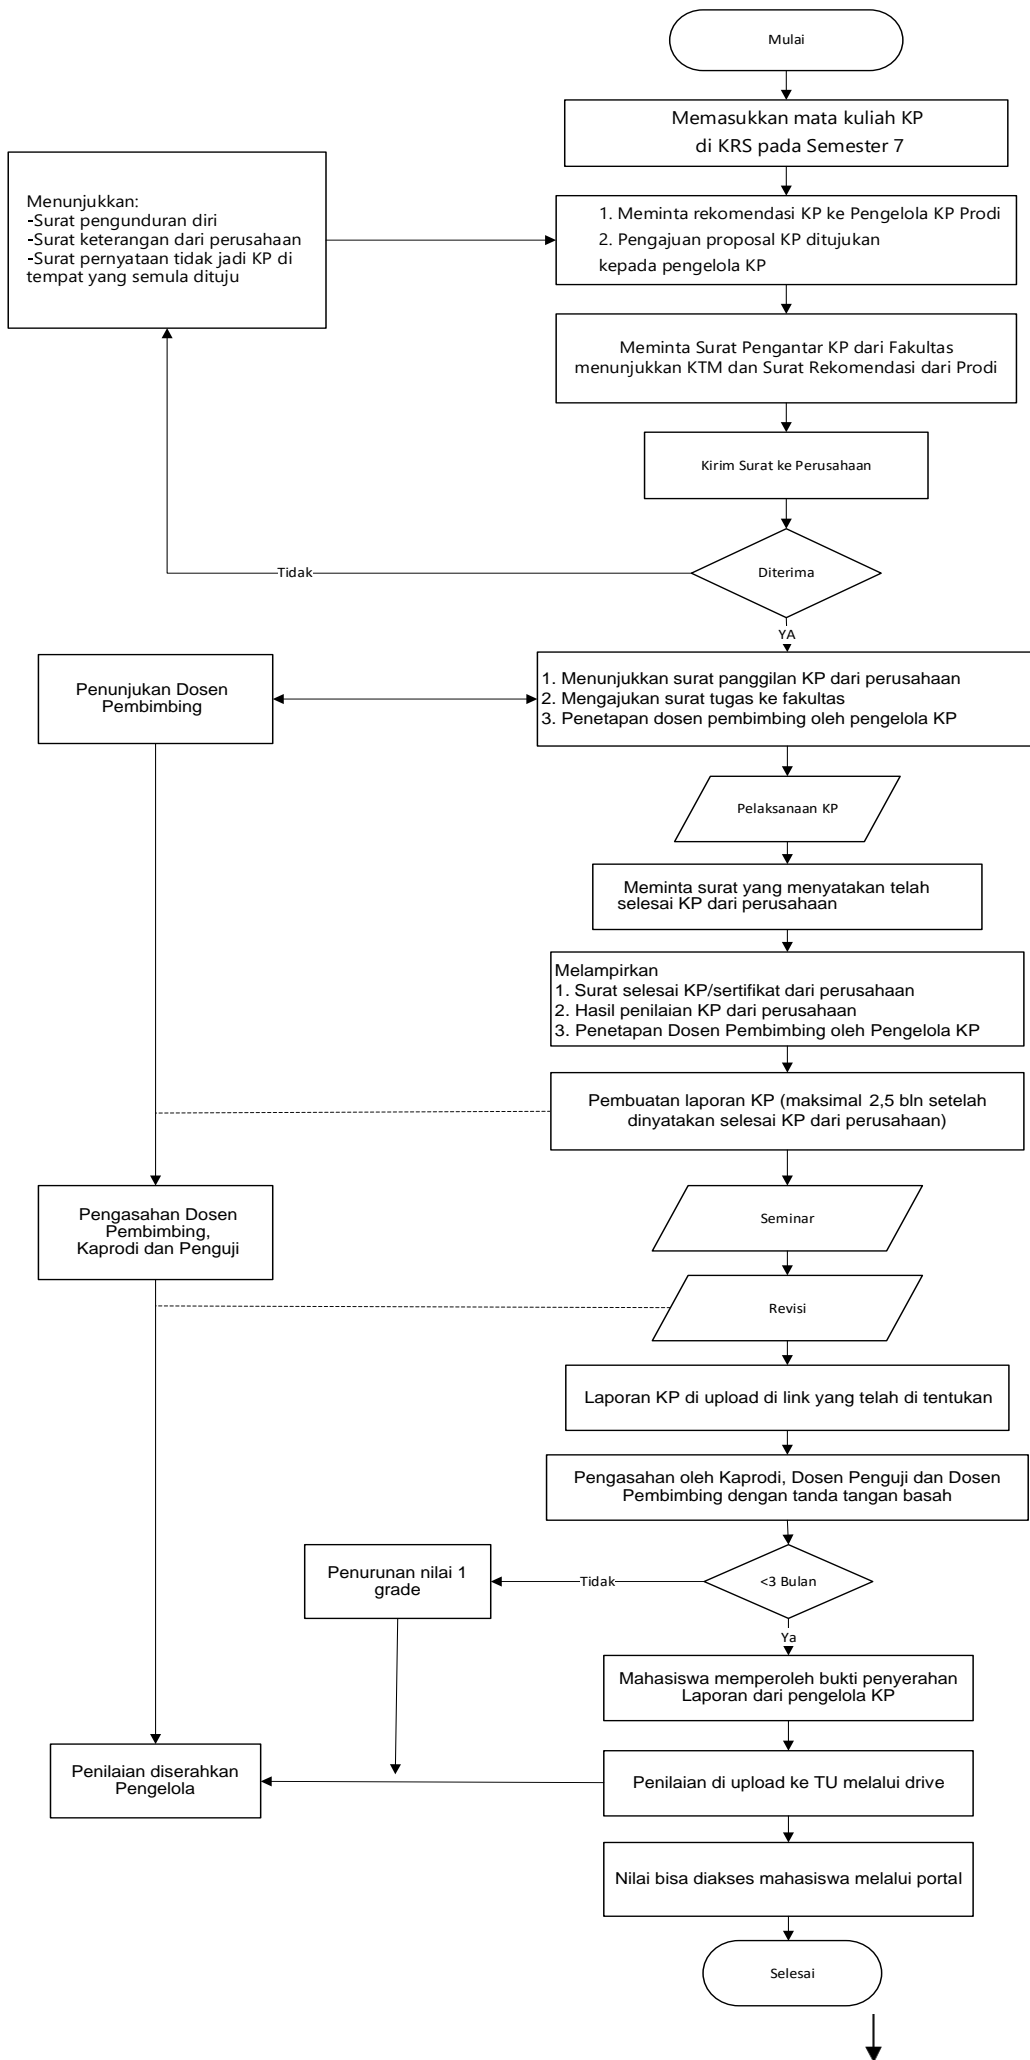 Mulai
Memasukkan mata kuliah KP
di KRS pada Semester 7
Menunjukkan:
-Surat pengunduran diri
-Surat keterangan dari perusahaan
-Surat pernyataan tidak jadi KP di
tempat yang semula dituju
1. Meminta rekomendasi KP ke Pengelola KP Prodi
2. Pengajuan proposal KP ditujukan
kepada pengelola KP
Meminta Surat Pengantar KP dari Fakultas
menunjukkan KTM dan Surat Rekomendasi dari Prodi
Kirim Surat ke Perusahaan
Diterima
Tidak
YA
Penunjukan Dosen
Pembimbing
1. Menunjukkan surat panggilan KP dari perusahaan
2. Mengajukan surat tugas ke fakultas
3. Penetapan dosen pembimbing oleh pengelola KP
Pelaksanaan KP
Meminta surat yang menyatakan telah
selesai KP dari perusahaan
Melampirkan
1. Surat selesai KP/sertifikat dari perusahaan
2. Hasil penilaian KP dari perusahaan
3. Penetapan Dosen Pembimbing oleh Pengelola KP
Pembuatan laporan KP (maksimal 2,5 bln setelah
dinyatakan selesai KP dari perusahaan)
Pengasahan Dosen
Pembimbing,
Kaprodi dan Penguji
Seminar
Revisi
Laporan KP di upload di link yang telah di tentukan
Pengasahan oleh Kaprodi, Dosen Penguji dan Dosen
Pembimbing dengan tanda tangan basah
Penurunan nilai 1
grade
Tidak
<3 Bulan
Ya
Mahasiswa memperoleh bukti penyerahan
Laporan dari pengelola KP
Penilaian diserahkan
Pengelola
Penilaian di upload ke TU melalui drive
Nilai bisa diakses mahasiswa melalui portal
Selesai